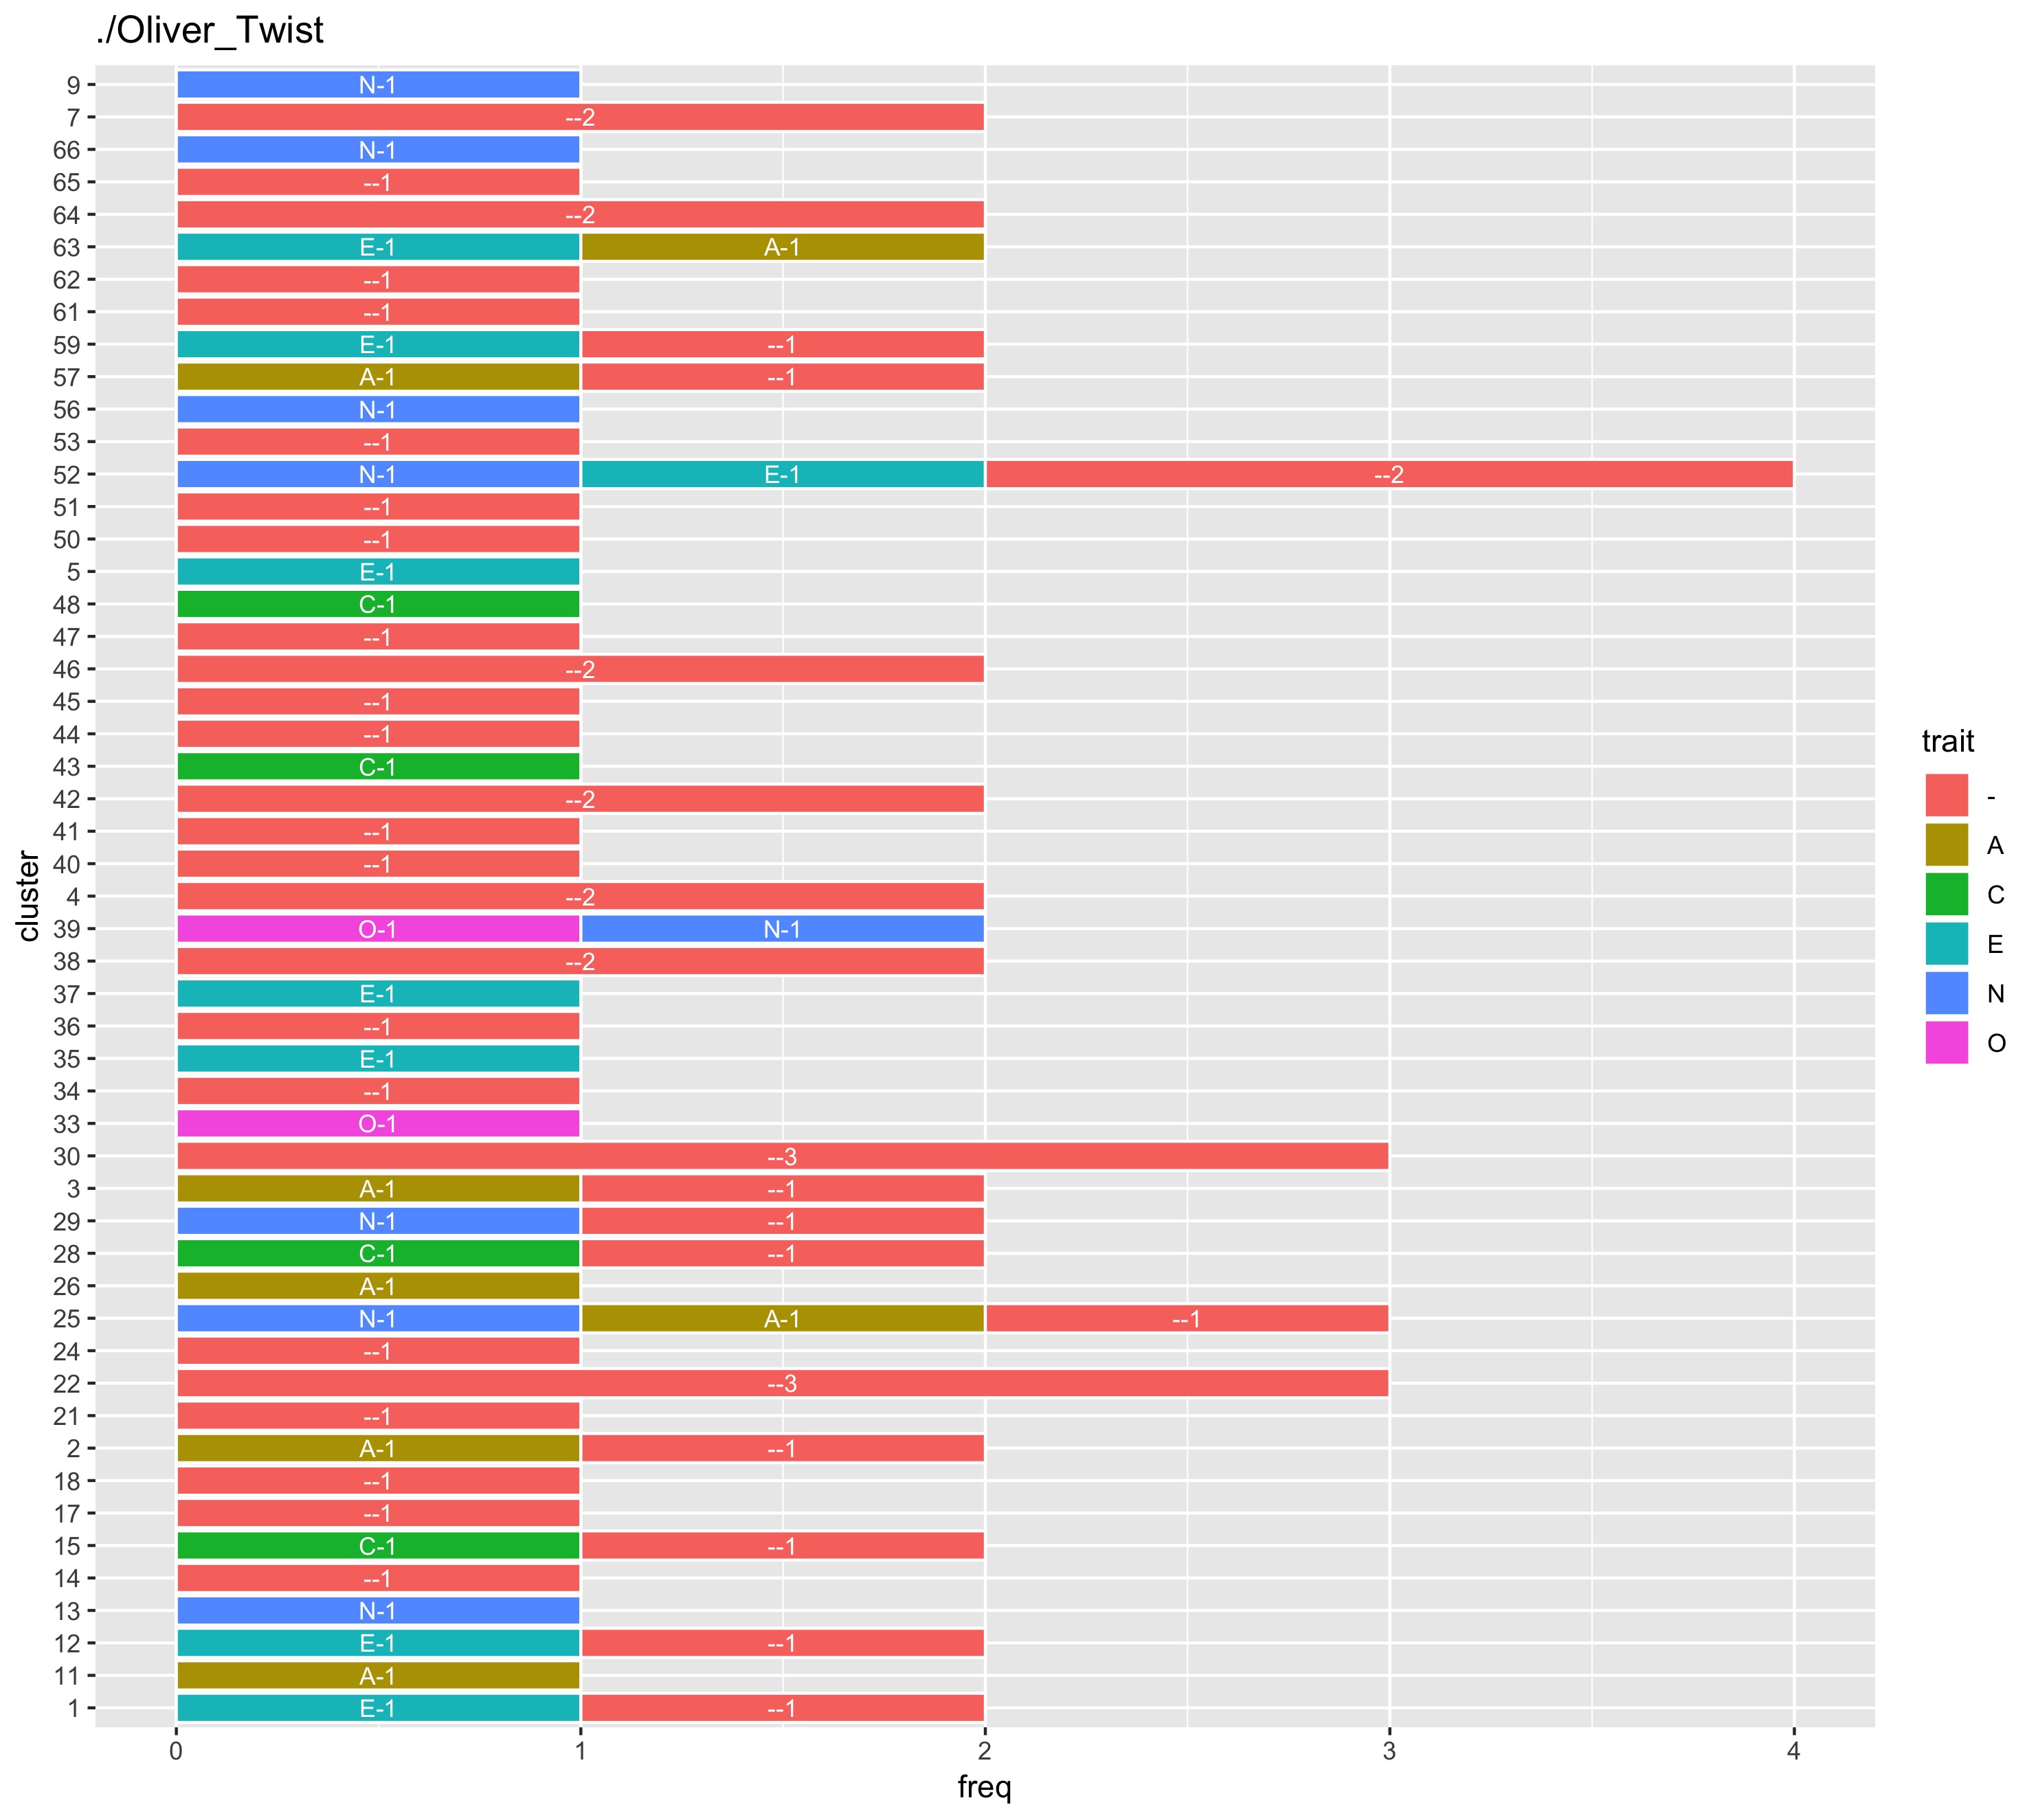 ./Oliver_Twist
9 N-1
7 --2
66 N-1
65 --1
64 --2
63 E-1 A-1
62 --1
61 --1
59 E-1 --1
57 A-1 --1
56 N-1
53 --1
52 N-1 E-1 --2
51 --1
50 --1
5 E-1
48 C-1
47 --1
46 --2
45 --1
44 --1
43 C-1
42 --2
41 --1
40 --1
4 --2
39 O-1 N-1
38 --2
37 E-1
36 --1
35 E-1
34 --1
33 O-1
30 --3
3 A-1 --1
29 N-1 --1
28 C-1 --1
26 A-1
25 N-1 A-1 --1
24 --1
22 --3
21 --1
2 A-1 --1
18 --1
17 --1
15 C-1 --1
14 --1
13 N-1
12 E-1 --1
11 A-1
1 E-1 --1
0 1 2 3 4
freq
cluster
trait
-
A
C
E
N
O